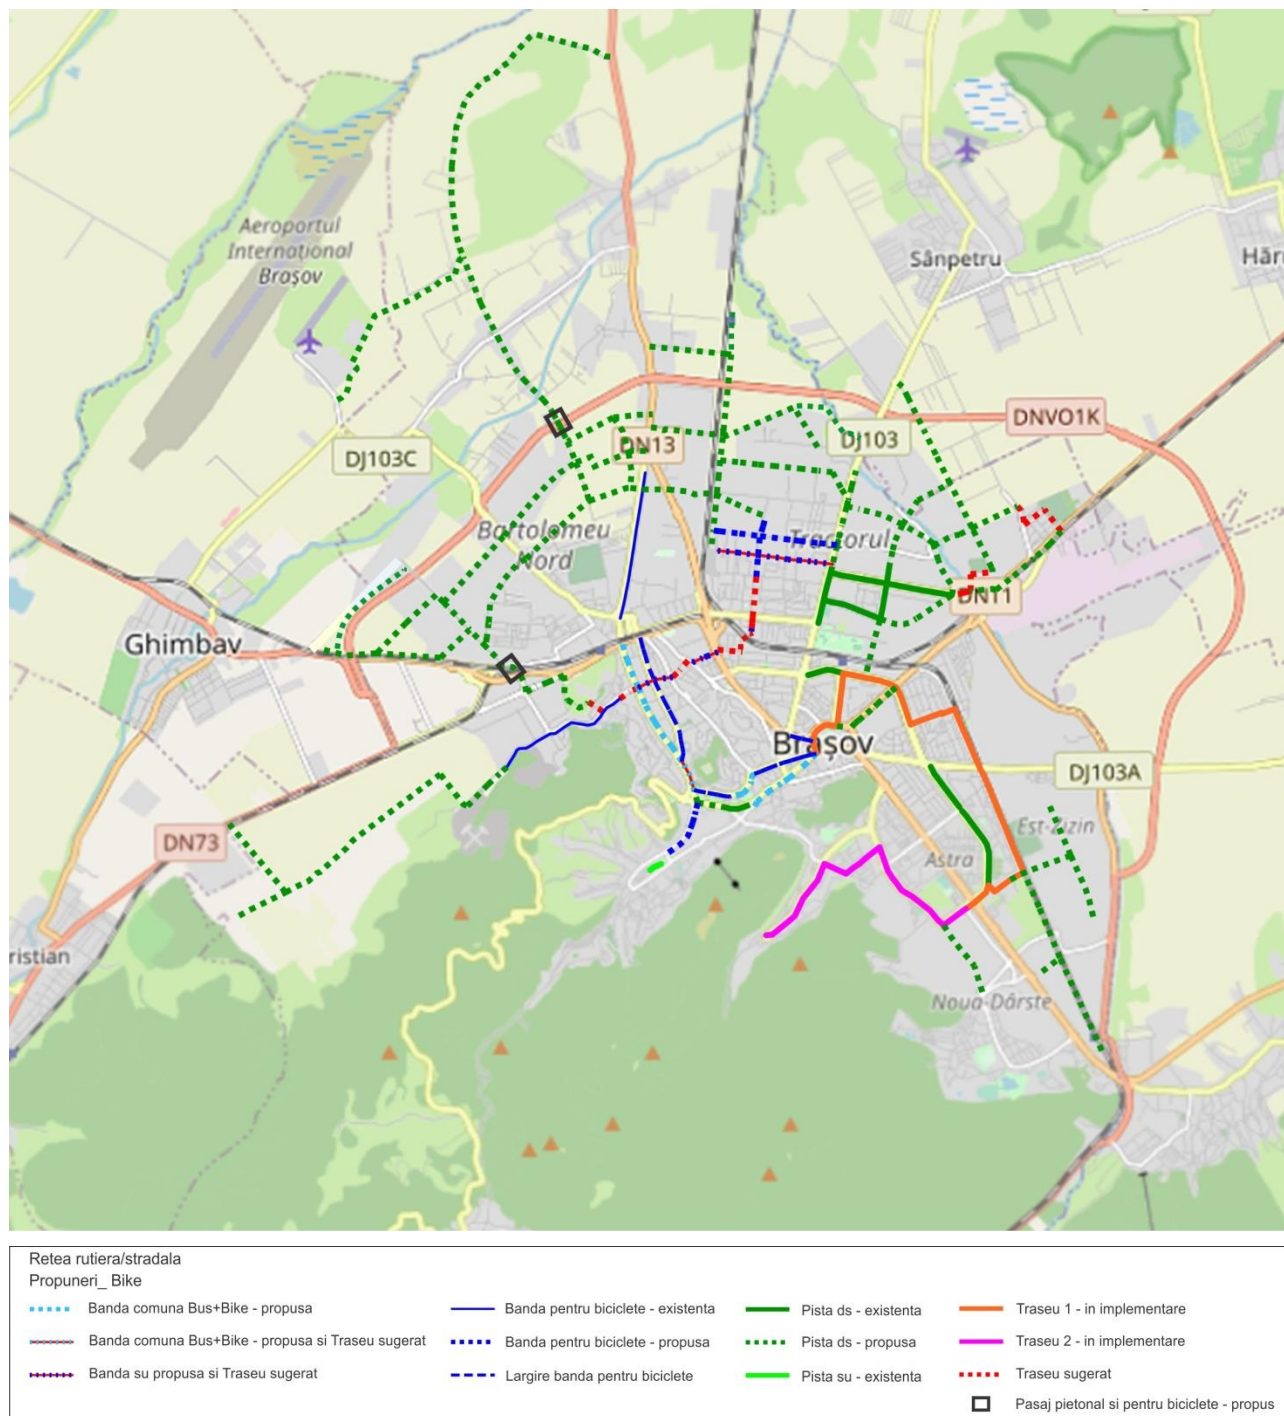 Aeroportul
Internațional
Brașov
Sânpetru
DN13
DJ103
DNVO1K
DJ103C
Bartolomeu
Nord
Tractorul
DN11
Ghimbav
Brașov
DJ103A
DN73
Est-Zizin
Astra
ristian
Noua-Dârste
Retea rutiera/stradala
Propuneri_ Bike
Banda comuna Bus+Bike - propusa
Banda pentru biciclete - existenta
Pista ds - existenta
Traseu 1 - in implementare
Banda comuna Bus+Bike - propusa si Traseu sugerat
Banda pentru biciclete - propusa
Pista ds - propusa
Traseu 2 - in implementare
Banda su propusa si Traseu sugerat
Largire banda pentru biciclete
Pista su - existenta
Traseu sugerat
Pasaj pietonal si pentru biciclete - propus